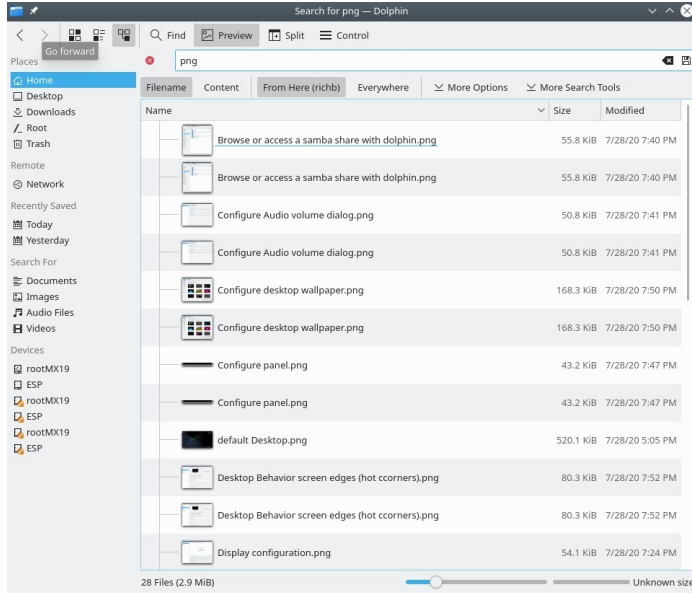 Search for png — Dolphin
Find Preview Split Control
Go forward
Places
Home
Desktop
Downloads
Root
Trash
Remote
Network
Recently Saved
Today
Yesterday
Search For
Documents
Images
Audio Files
Videos
Devices
rootMX19
ESP
rootMX19
ESP
rootMX19
ESP
png
Filename Content From Here (richb) Everywhere More Options More Search Tools
Name Size Modified
Browse or access a samba share with dolphin.png 55.8 KiB 7/28/20 7:40 PM
Browse or access a samba share with dolphin.png 55.8 KiB 7/28/20 7:40 PM
Configure Audio volume dialog.png 50.8 KiB 7/28/20 7:41 PM
Configure Audio volume dialog.png 50.8 KiB 7/28/20 7:41 PM
Configure desktop wallpaper.png 168.3 KiB 7/28/20 7:50 PM
Configure desktop wallpaper.png 168.3 KiB 7/28/20 7:50 PM
Configure panel.png 43.2 KiB 7/28/20 7:47 PM
Configure panel.png 43.2 KiB 7/28/20 7:47 PM
default Desktop.png 520.1 KiB 7/28/20 5:05 PM
Desktop Behavior screen edges (hot ccorners).png 80.3 KiB 7/28/20 7:52 PM
Desktop Behavior screen edges (hot ccorners).png 80.3 KiB 7/28/20 7:52 PM
Display configuration.png 54.1 KiB 7/28/20 7:24 PM
28 Files (2.9 MiB) Unknown size